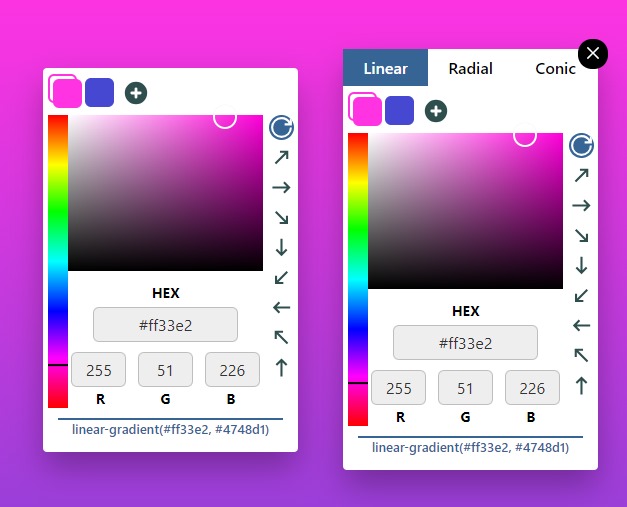 HEX
#ff33e2
255 51 226
R G B
linear-gradient(#ff33e2, #4748d1)
Linear Radial Conic
HEX
#ff33e2
255 51 226
R G B
linear-gradient(#ff33e2, #4748d1)